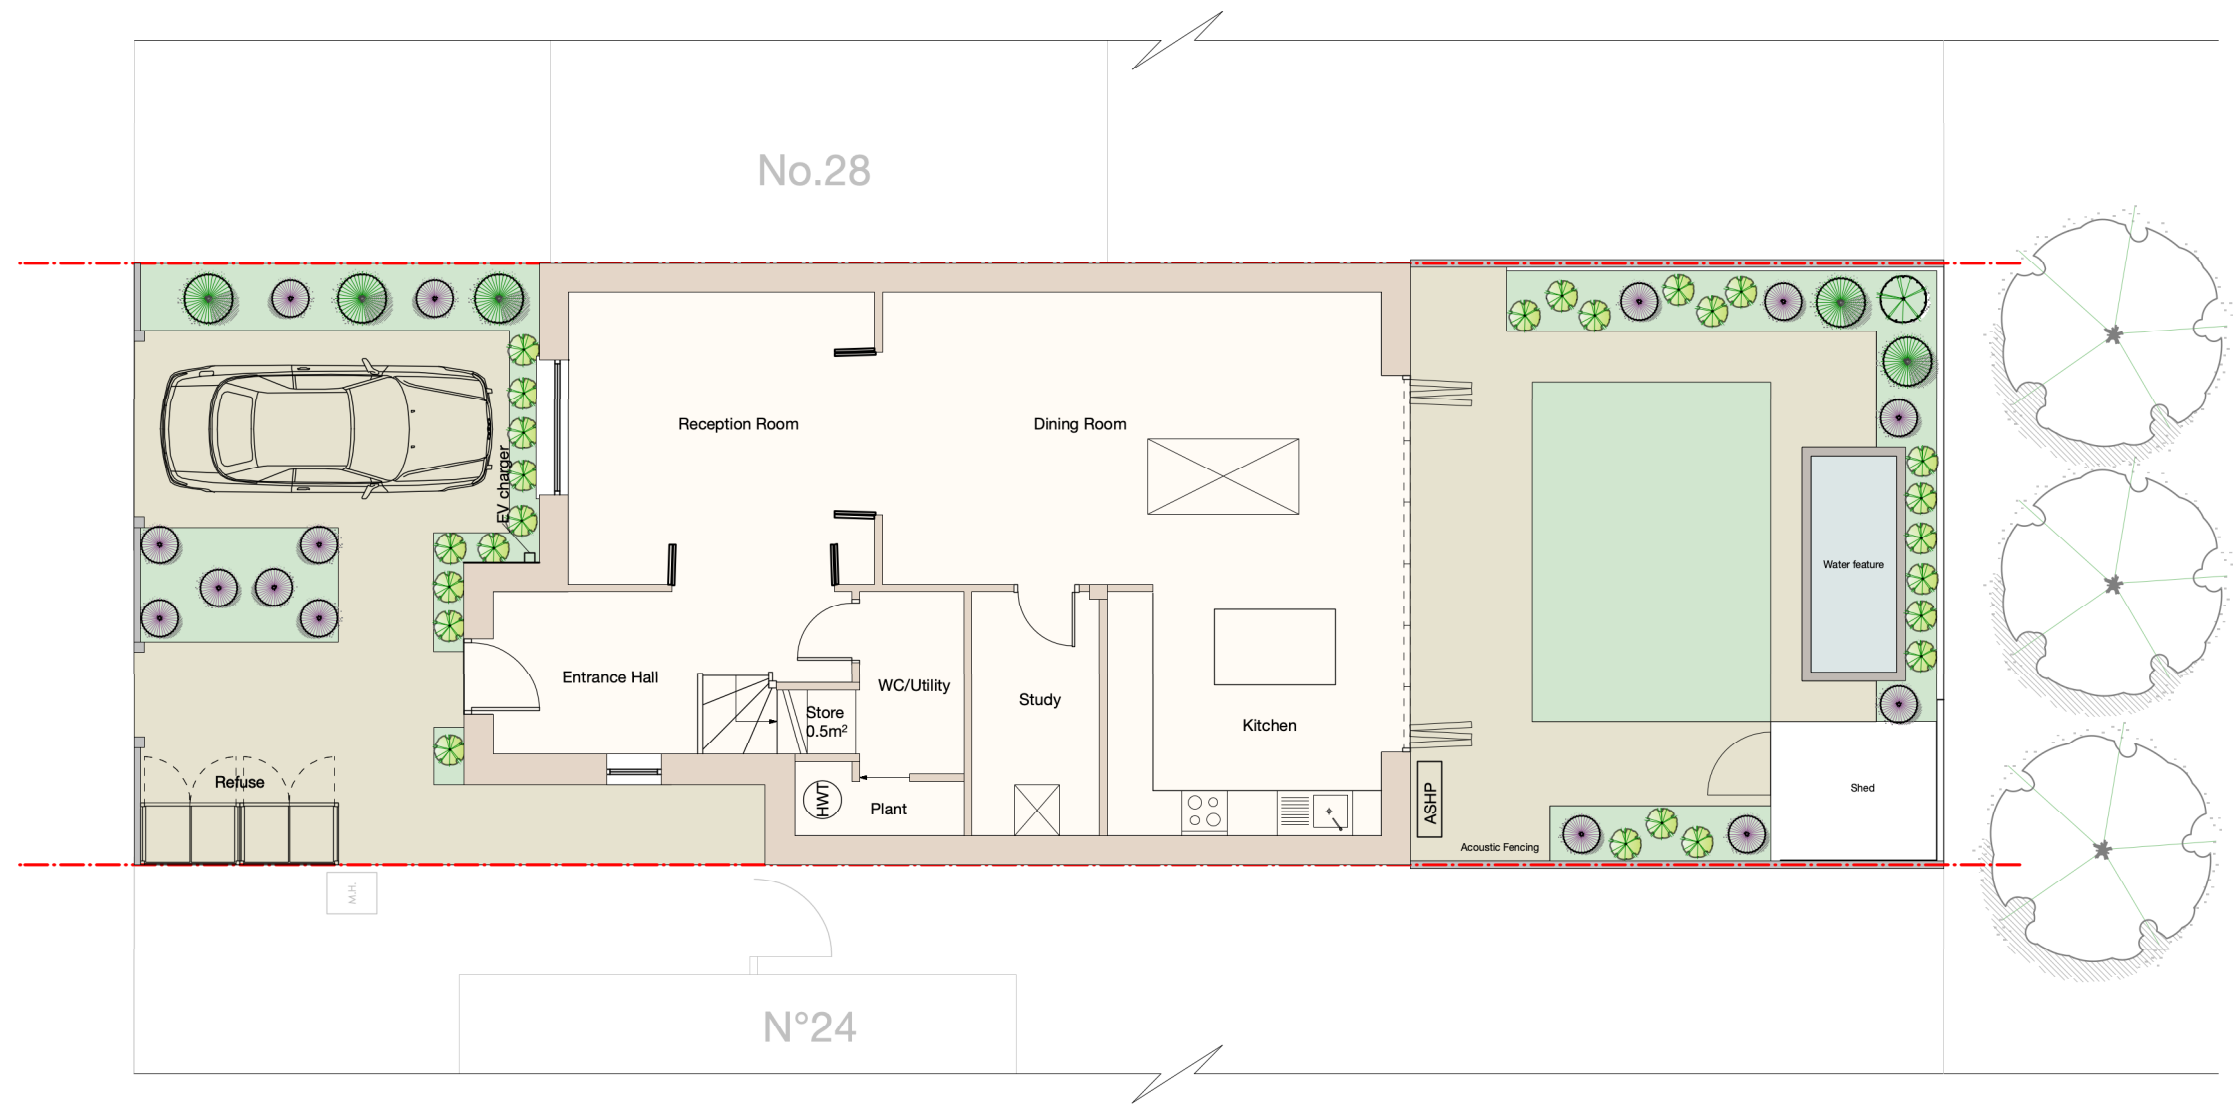 No.28
EV charger
Reception Room
Dining Room
Water feature
Entrance Hall
WC/Utility
Study
Store
0.5m²
Kitchen
Refuse
HWT
Plant
ASHP
Shed
Acoustic Fencing
M.H.
N°24